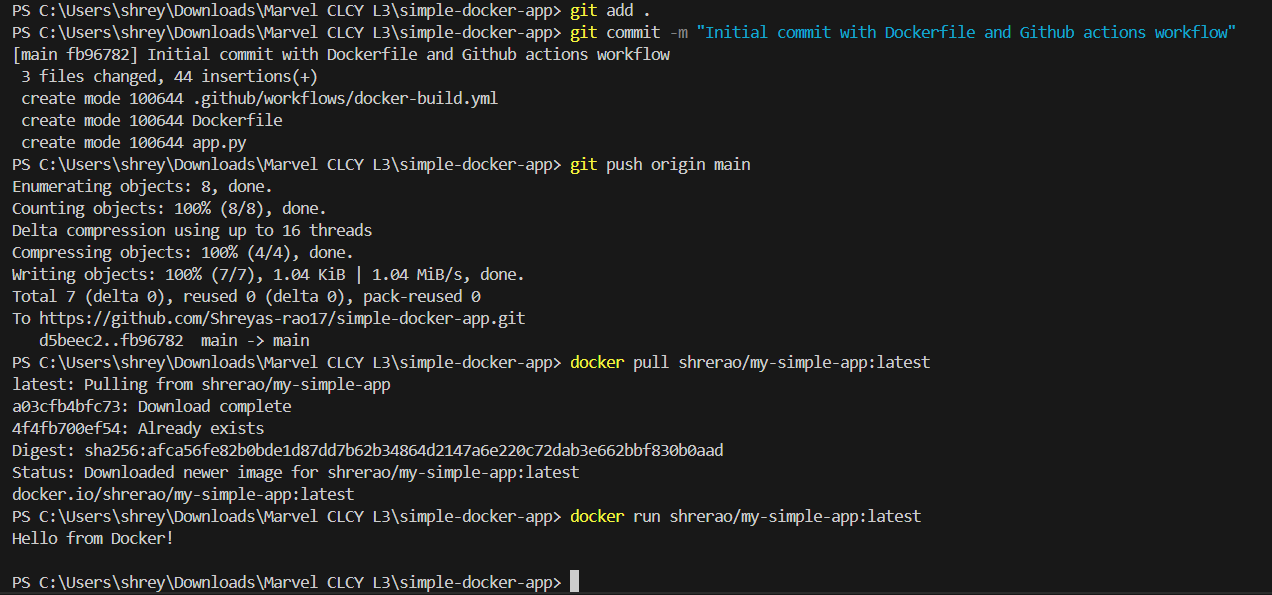 PS C:\Users\shrey\Downloads\Marvel CLCY L3\simple-docker-app> git add .
PS C:\Users\shrey\Downloads\Marvel CLCY L3\simple-docker-app> git commit -m "Initial commit with Dockerfile and Github actions workflow"
[main fb96782] Initial commit with Dockerfile and Github actions workflow
 3 files changed, 44 insertions(+)
 create mode 100644 .github/workflows/docker-build.yml
 create mode 100644 Dockerfile
 create mode 100644 app.py
PS C:\Users\shrey\Downloads\Marvel CLCY L3\simple-docker-app> git push origin main
Enumerating objects: 8, done.
Counting objects: 100% (8/8), done.
Delta compression using up to 16 threads
Compressing objects: 100% (4/4), done.
Writing objects: 100% (7/7), 1.04 KiB | 1.04 MiB/s, done.
Total 7 (delta 0), reused 0 (delta 0), pack-reused 0
To https://github.com/Shreyas-rao17/simple-docker-app.git
   d5beec2..fb96782  main -> main
PS C:\Users\shrey\Downloads\Marvel CLCY L3\simple-docker-app> docker pull shrerao/my-simple-app:latest
latest: Pulling from shrerao/my-simple-app
a03cfb4bfc73: Download complete
4f4fb700ef54: Already exists
Digest: sha256:afca56fe82b0bde1d87dd7b62b34864d2147a6e220c72dab3e662bbf830b0aad
Status: Downloaded newer image for shrerao/my-simple-app:latest
docker.io/shrerao/my-simple-app:latest
PS C:\Users\shrey\Downloads\Marvel CLCY L3\simple-docker-app> docker run shrerao/my-simple-app:latest
Hello from Docker!
PS C:\Users\shrey\Downloads\Marvel CLCY L3\simple-docker-app>